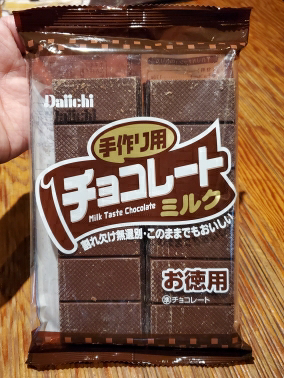 Daiichi
手作り用
チョコレート
Milk Taste Chocolate
ミルク
割れ欠け無選別・このままでもおいしい
お徳用
準チョコレート